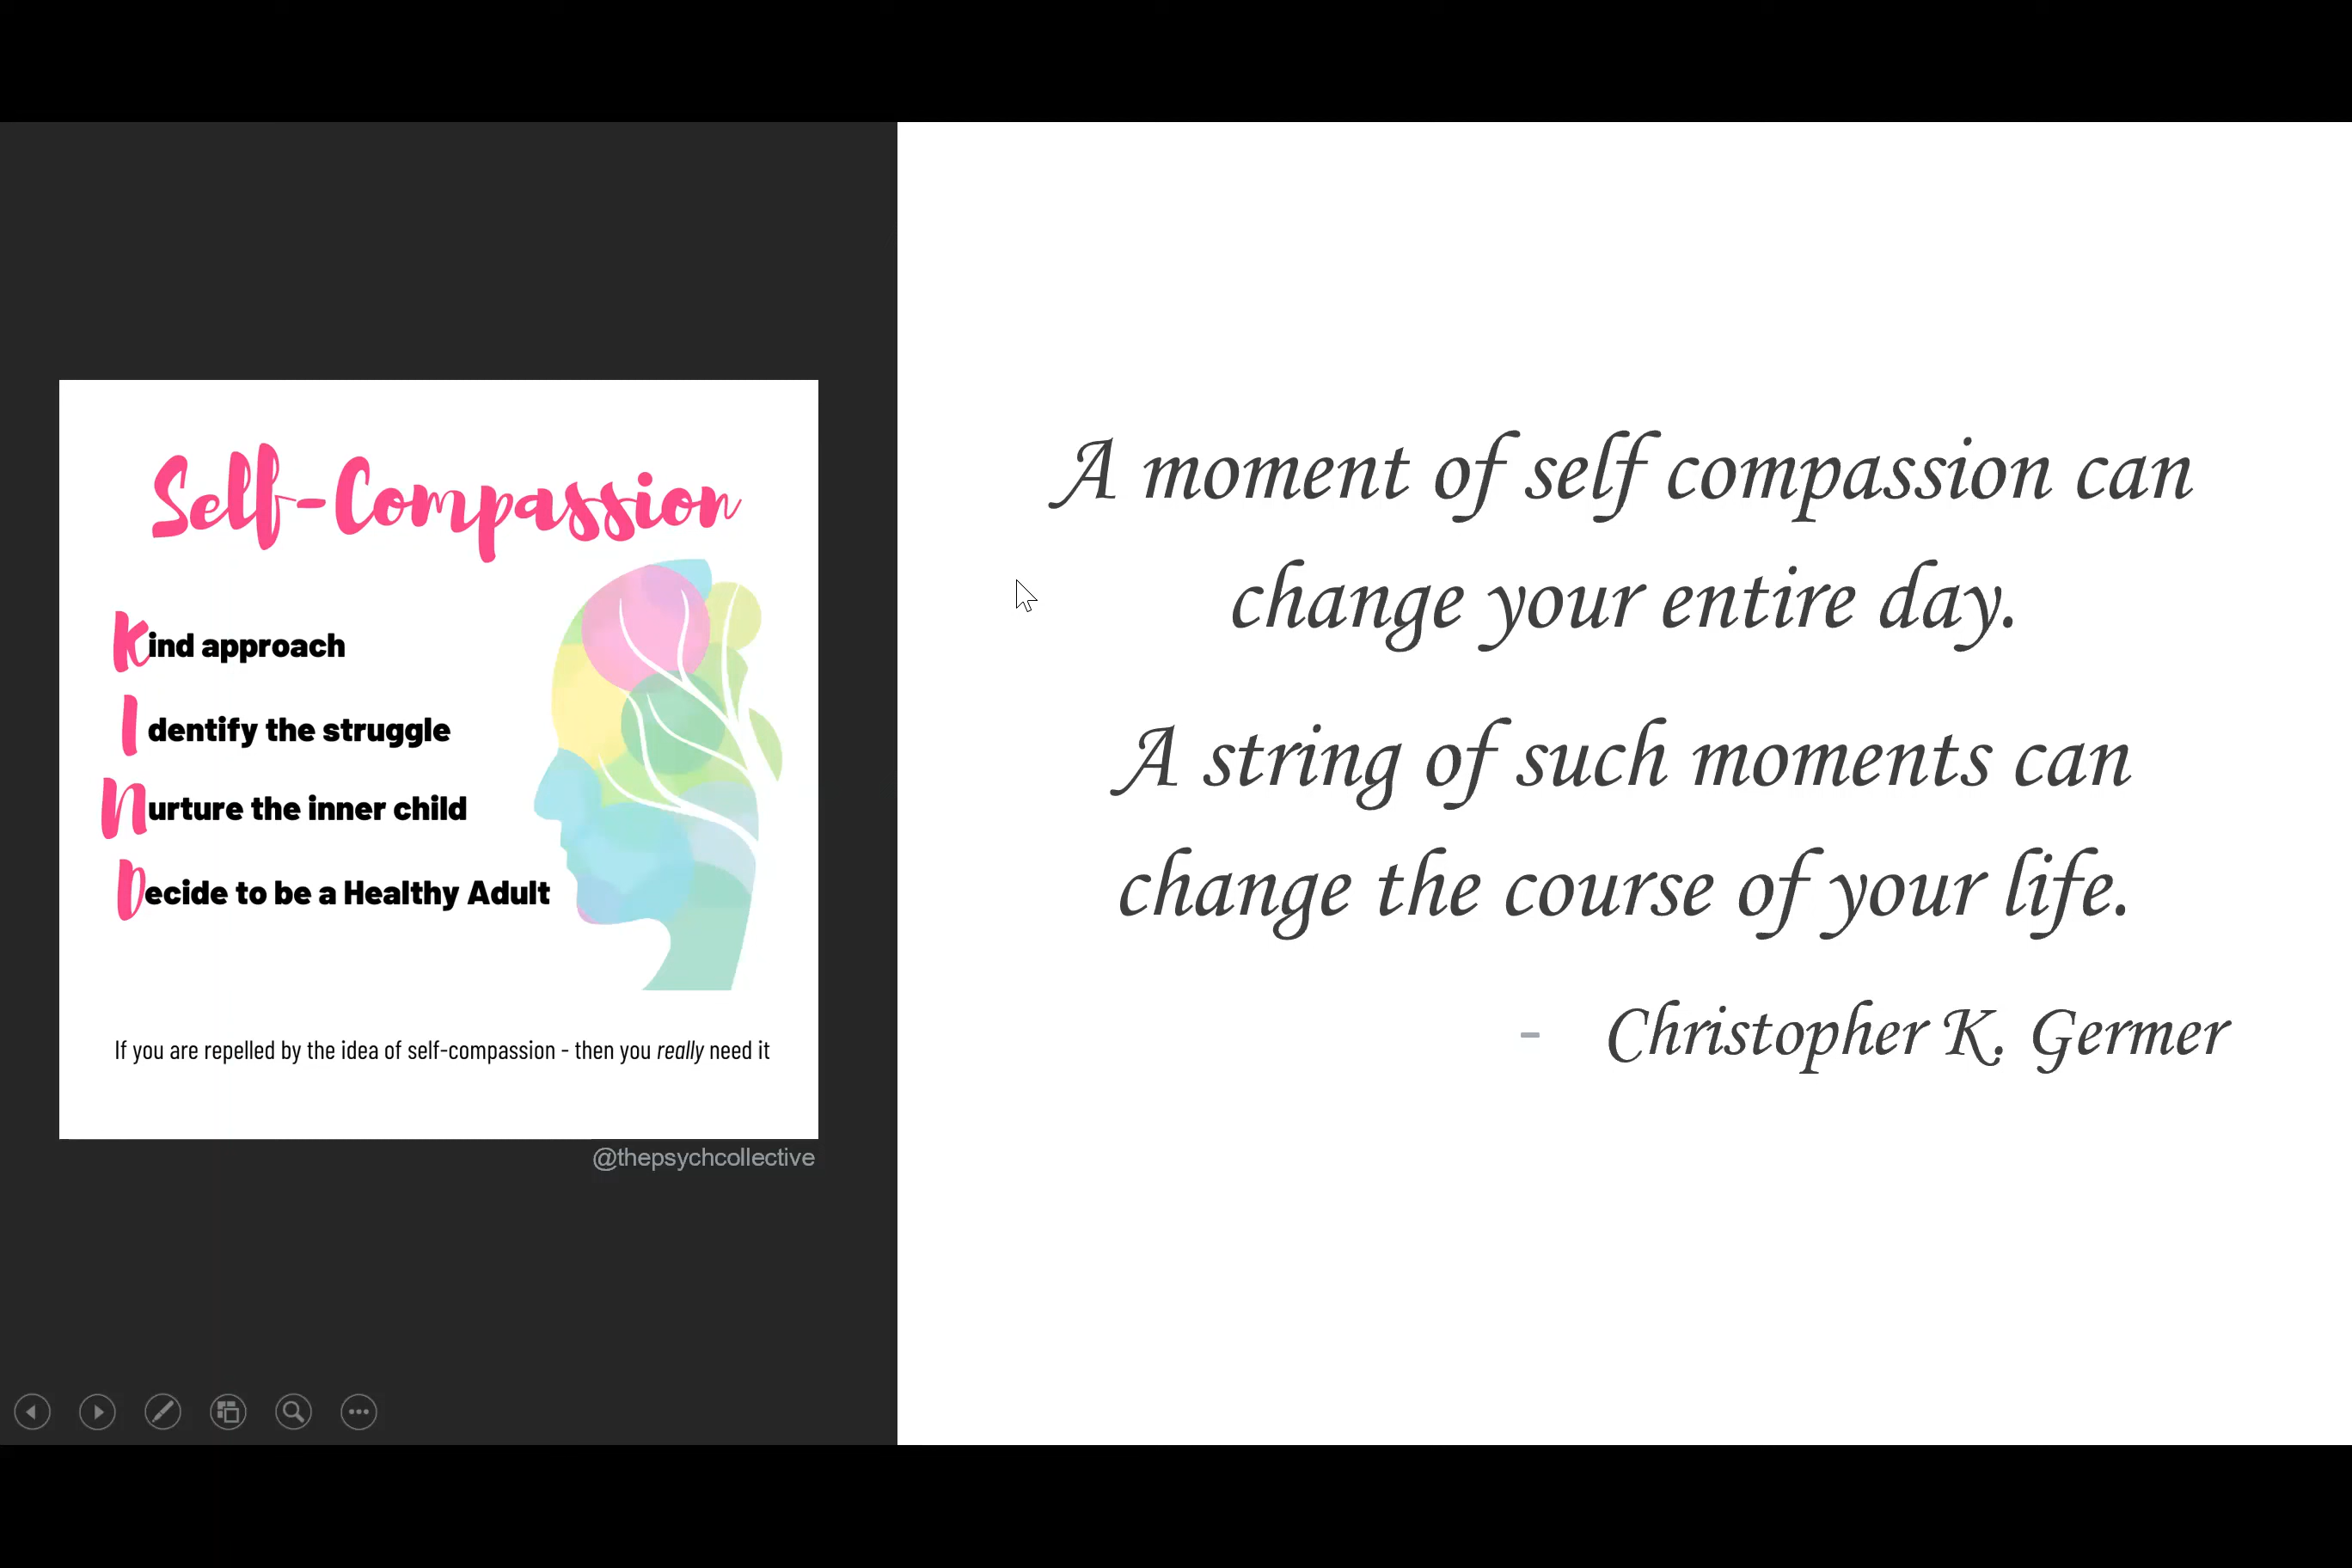 Self-Compassion
Kind approach
Identify the struggle
Nurture the inner child
Decide to be a Healthy Adult
If you are repelled by the idea of self-compassion - then you really need it
@thepsychcollective
A moment of self compassion can
change your entire day.
A string of such moments can
change the course of your life.
- Christopher K. Germer